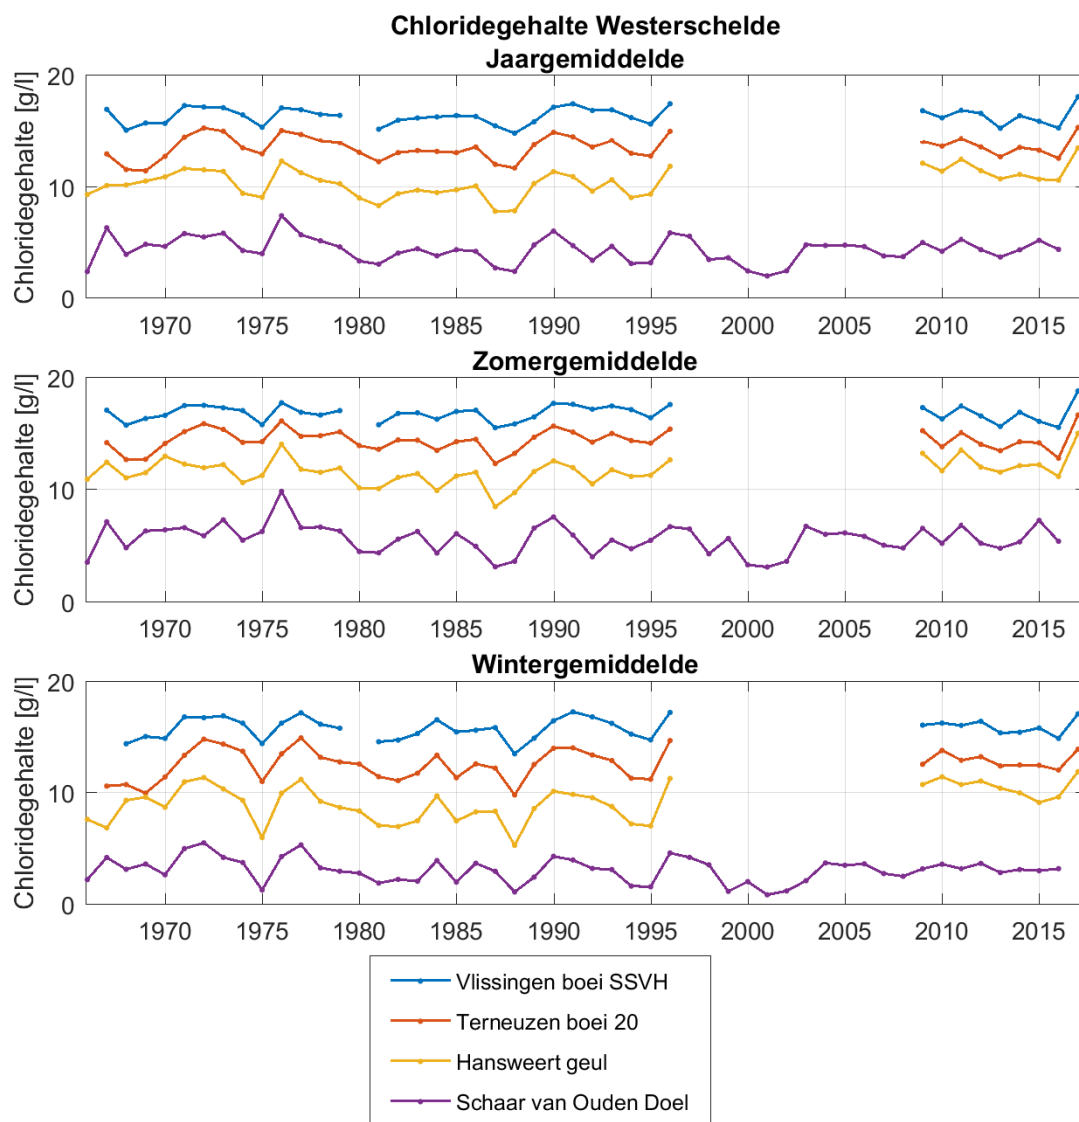 Chloridegehalte Westerschelde
Jaargemiddelde
Chloridegehalte [g/l]
20
10
0
1970 1975 1980 1985 1990 1995 2000 2005 2010 2015
Zomergemiddelde
Chloridegehalte [g/l]
20
10
0
1970 1975 1980 1985 1990 1995 2000 2005 2010 2015
Wintergemiddelde
Chloridegehalte [g/l]
20
10
0
1970 1975 1980 1985 1990 1995 2000 2005 2010 2015
Vlissingen boei SSVH
Terneuzen boei 20
Hansweert geul
Schaar van Ouden Doel